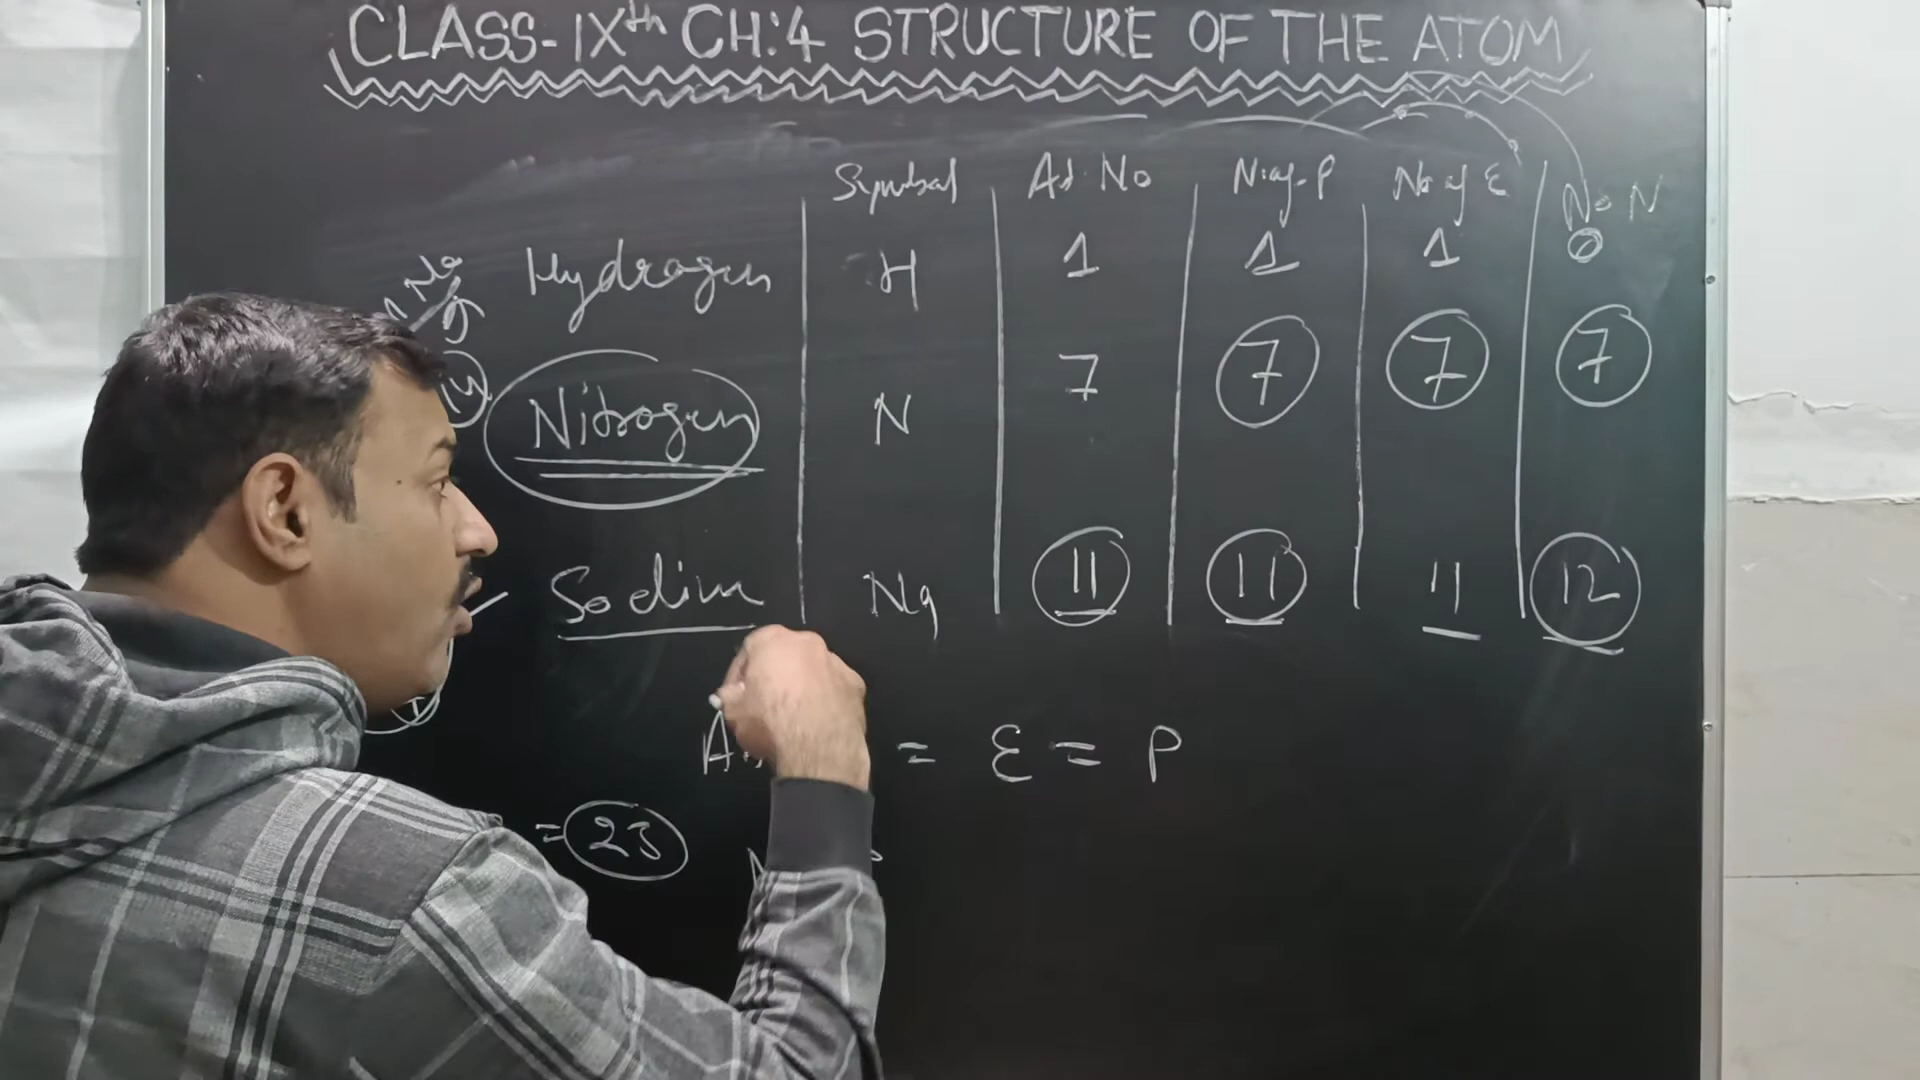 CLASS-IXth CH:4 STRUCTURE OF THE ATOM
Symbol At. No No. of P No of E No N
Hydrogen H 1 1 1 0
Nitrogen N 7 7 7 7
14
Sodium Na 11 11 11 12
= E = P
= 23